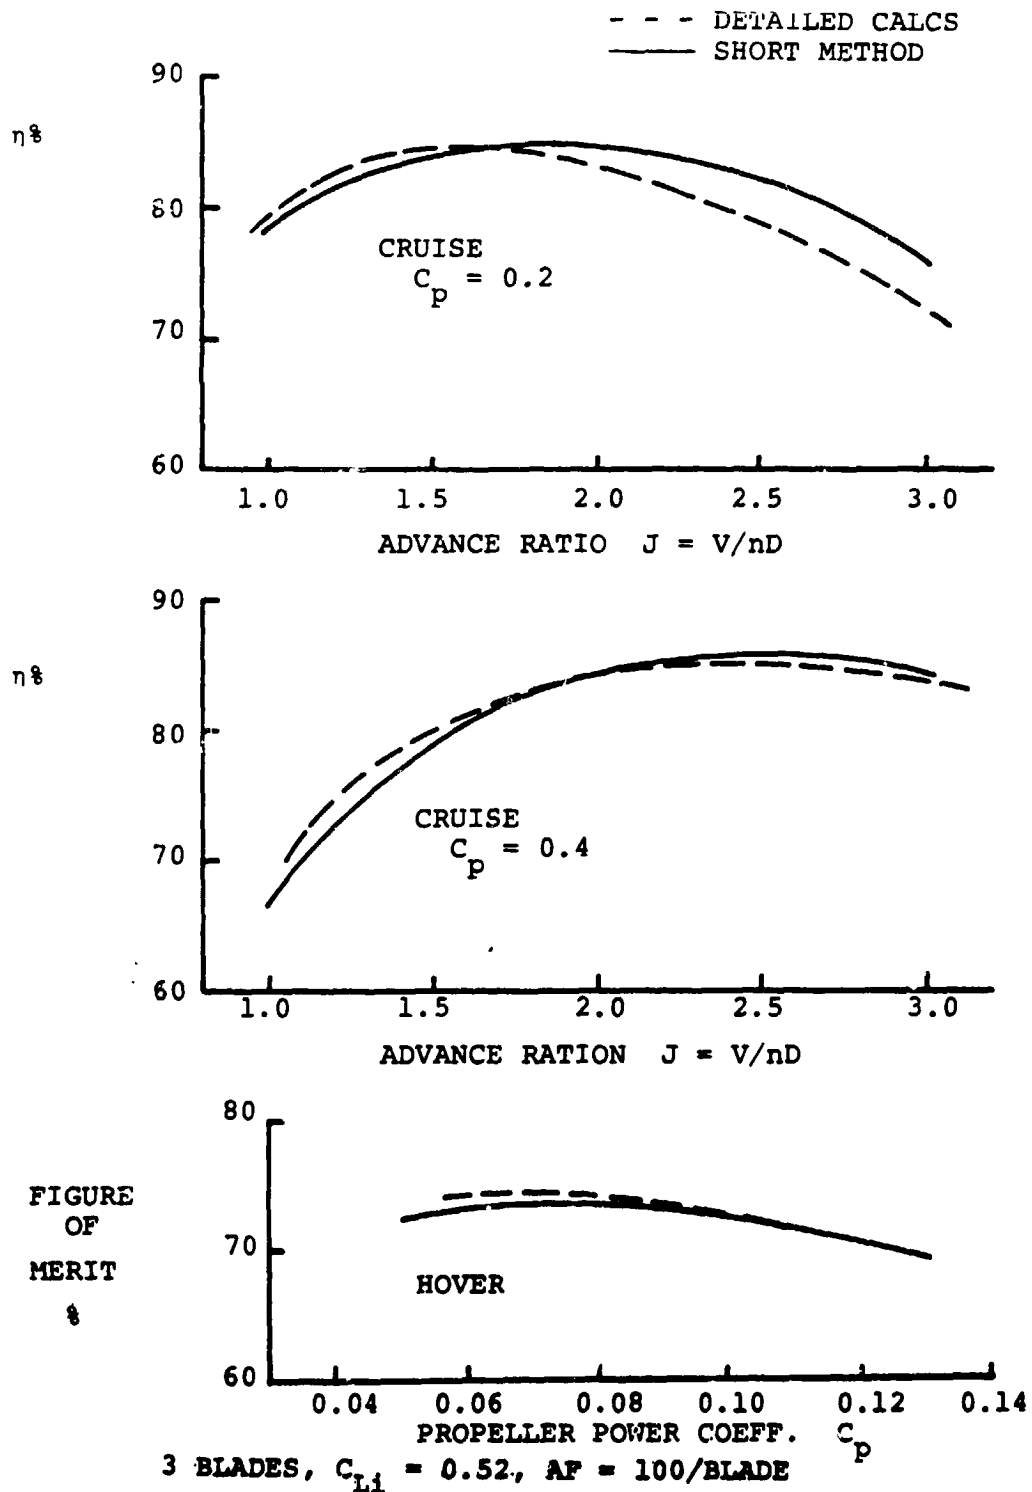 - - - DETAILED CALCS
—— SHORT METHOD
90
η%
80
CRUISE
Cp = 0.2
70
60
1.0 1.5 2.0 2.5 3.0
ADVANCE RATIO J = V/nD
90
η%
80
CRUISE
Cp = 0.4
70
60
1.0 1.5 2.0 2.5 3.0
ADVANCE RATION J = V/nD
80
FIGURE
OF
MERIT
%
70
HOVER
60
0.04 0.06 0.08 0.10 0.12 0.14
PROPELLER POWER COEFF. Cp
3 BLADES, CLi = 0.52, AF = 100/BLADE